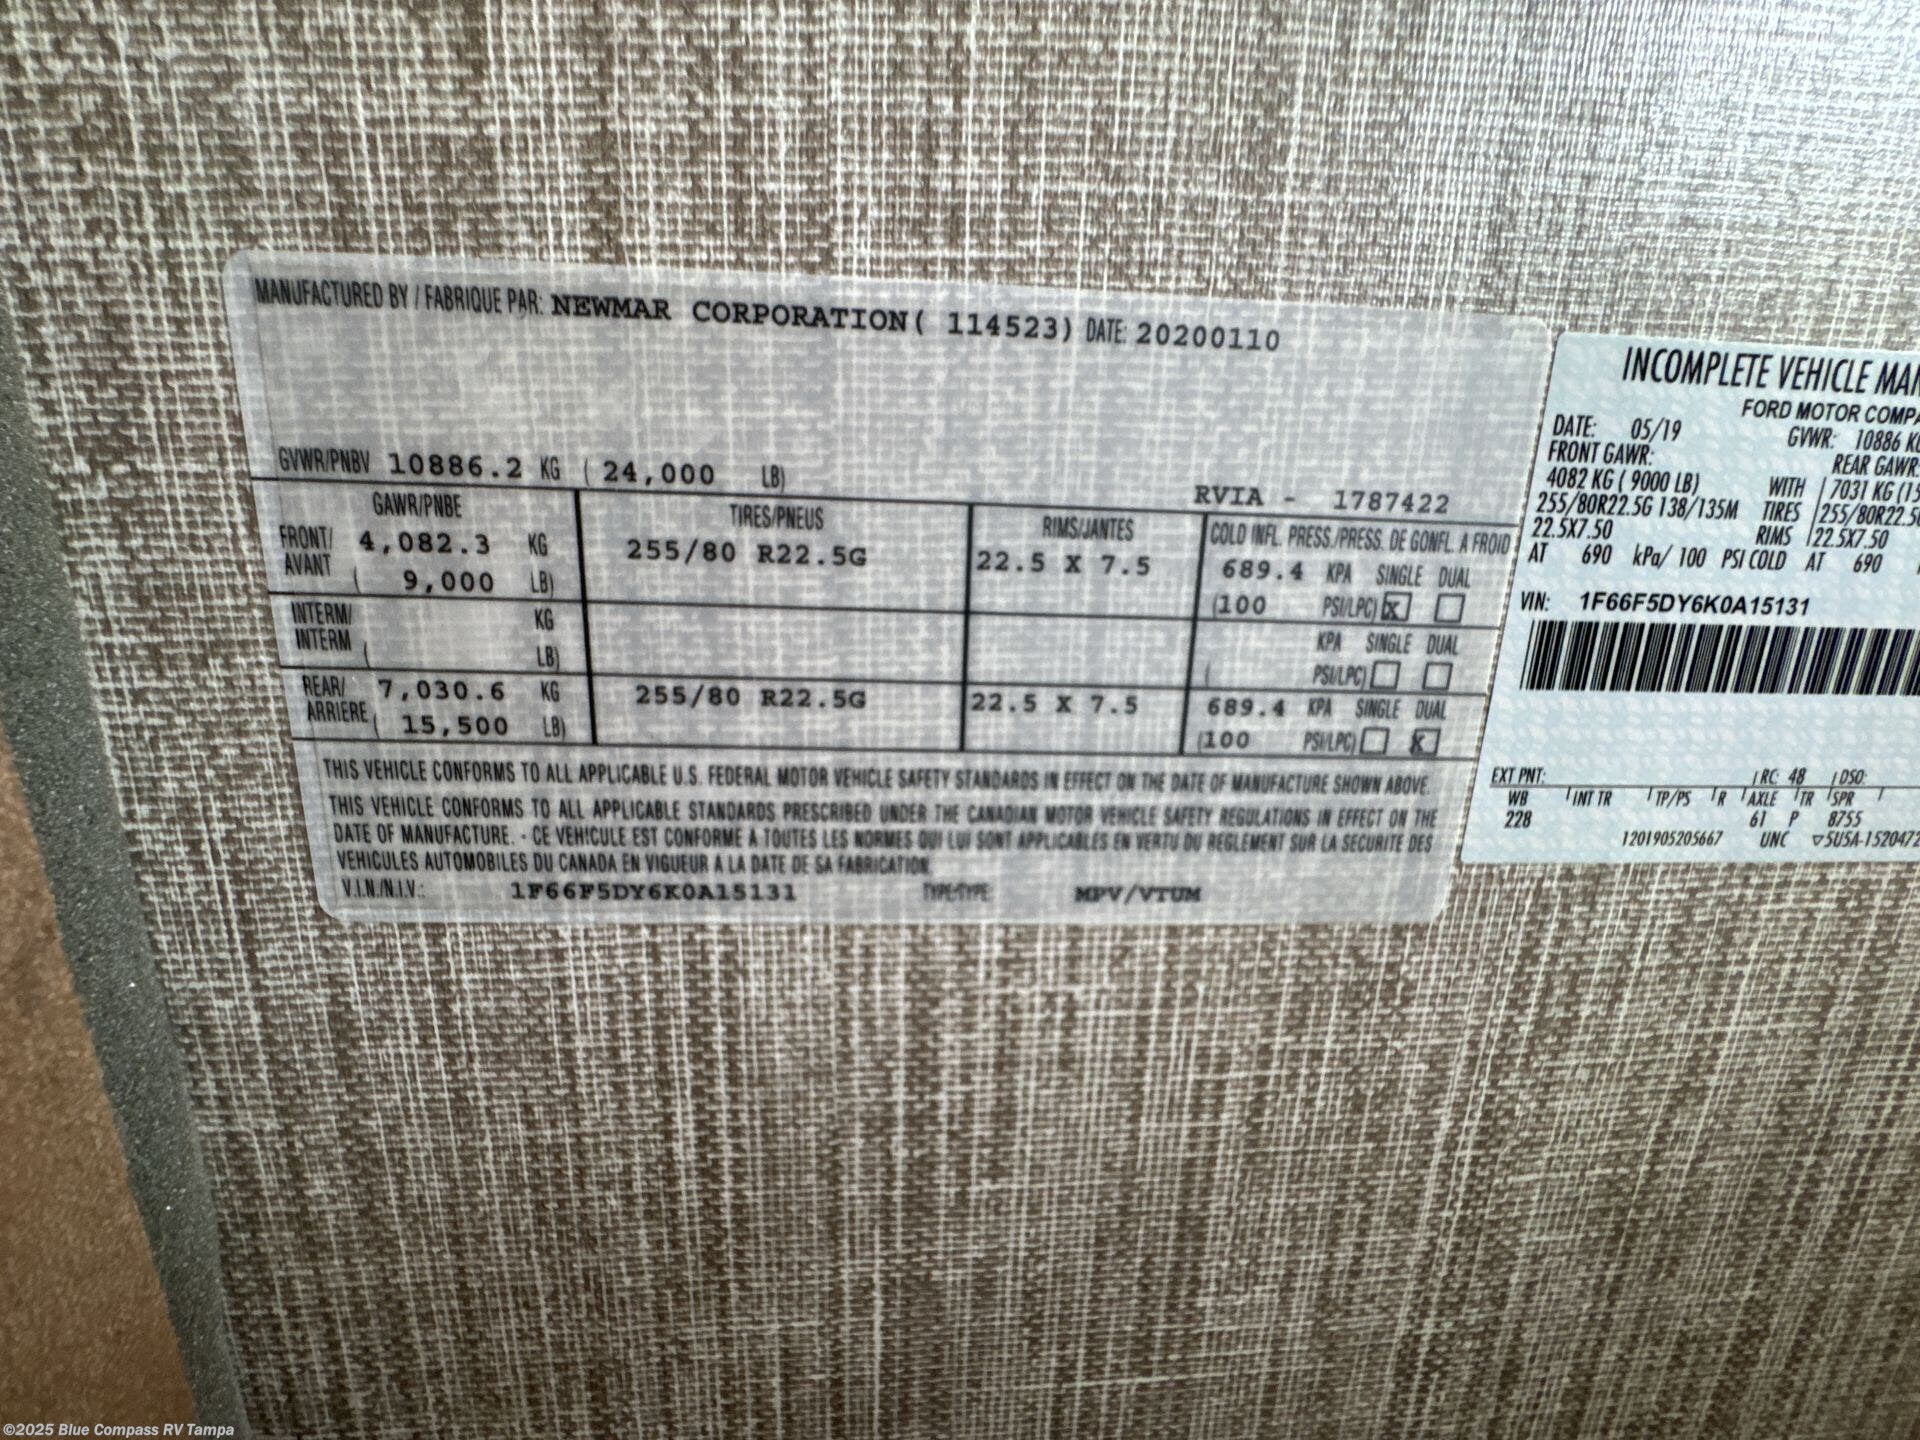 MANUFACTURED BY / FABRIQUE PAR: NEWMAR CORPORATION( 114523) DATE: 20200110
GVWR/PNBV 10886.2 KG ( 24,000 LB)
RVIA - 1787422
GAWR/PNBE TIRES/PNEUS RIMS/JANTES COLD INFL. PRESS./PRESS. DE GONFL. A FROID
FRONT/ 4,082.3 KG 255/80 R22.5G 22.5 X 7.5 689.4 KPA SINGLE DUAL
AVANT ( 9,000 LB) (100 PSI/LPC) X
INTERM/ KG KPA SINGLE DUAL
INTERM ( LB) ( PSI/LPC)
REAR/ 7,030.6 KG 255/80 R22.5G 22.5 X 7.5 689.4 KPA SINGLE DUAL
ARRIERE ( 15,500 LB) (100 PSI/LPC) X
THIS VEHICLE CONFORMS TO ALL APPLICABLE U.S. FEDERAL MOTOR VEHICLE SAFETY STANDARDS IN EFFECT ON THE DATE OF MANUFACTURE SHOWN ABOVE.
THIS VEHICLE CONFORMS TO ALL APPLICABLE STANDARDS PRESCRIBED UNDER THE CANADIAN MOTOR VEHICLE SAFETY REGULATIONS IN EFFECT ON THE
DATE OF MANUFACTURE. - CE VEHICULE EST CONFORME A TOUTES LES NORMES QUI LUI SONT APPLICABLES EN VERTU DU REGLEMENT SUR LA SECURITE DES
VEHICULES AUTOMOBILES DU CANADA EN VIGUEUR A LA DATE DE SA FABRICATION
V.I.N./N.I.V.: 1F66F5DY6K0A15131 TYPE/TYPE: MPV/VTUM
INCOMPLETE VEHICLE MAN
FORD MOTOR COMPA
DATE: 05/19 GVWR: 10886 KG
FRONT GAWR: REAR GAWR:
4082 KG ( 9000 LB) WITH 7031 KG (15
255/80R22.5G 138/135M TIRES 255/80R22.5G
22.5X7.50 RIMS 22.5X7.50
AT 690 kPa/ 100 PSI COLD AT 690
VIN: 1F66F5DY6K0A15131
EXT PNT: RC: 48 DSO:
WB INT TR TP/PS R AXLE TR SPR
228 61 P 8755
1201905205667 UNC ▽5U5A-1520472
©2025 Blue Compass RV Tampa